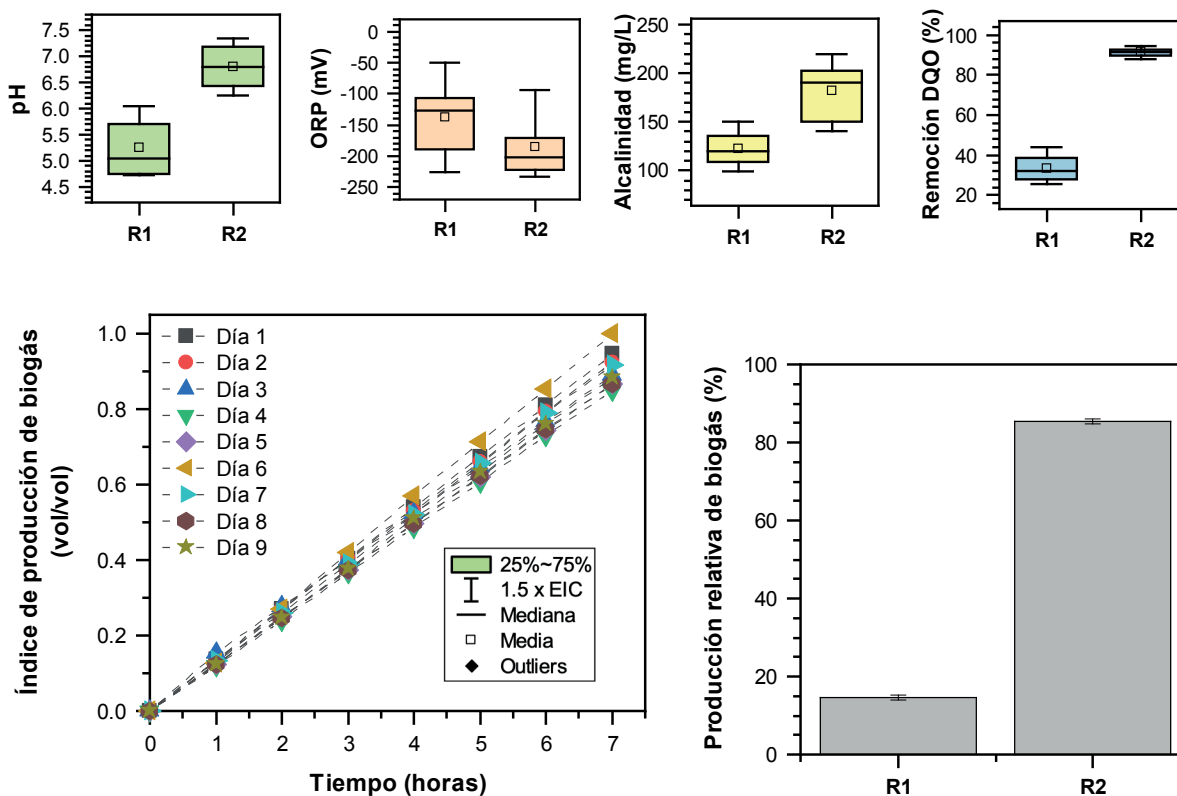 pH
7.5
7.0
6.5
6.0
5.5
5.0
4.5
R1
R2
ORP (mV)
0
-50
-100
-150
-200
-250
R1
R2
Alcalinidad (mg/L)
250
200
150
100
R1
R2
Remoción DQO (%)
100
80
60
40
20
R1
R2
Índice de producción de biogás
(vol/vol)
1.0
0.8
0.6
0.4
0.2
0.0
Día 1
Día 2
Día 3
Día 4
Día 5
Día 6
Día 7
Día 8
Día 9
25%~75%
1.5 x EIC
Mediana
Media
Outliers
0 1 2 3 4 5 6 7
Tiempo (horas)
Producción relativa de biogás (%)
100
80
60
40
20
0
R1
R2